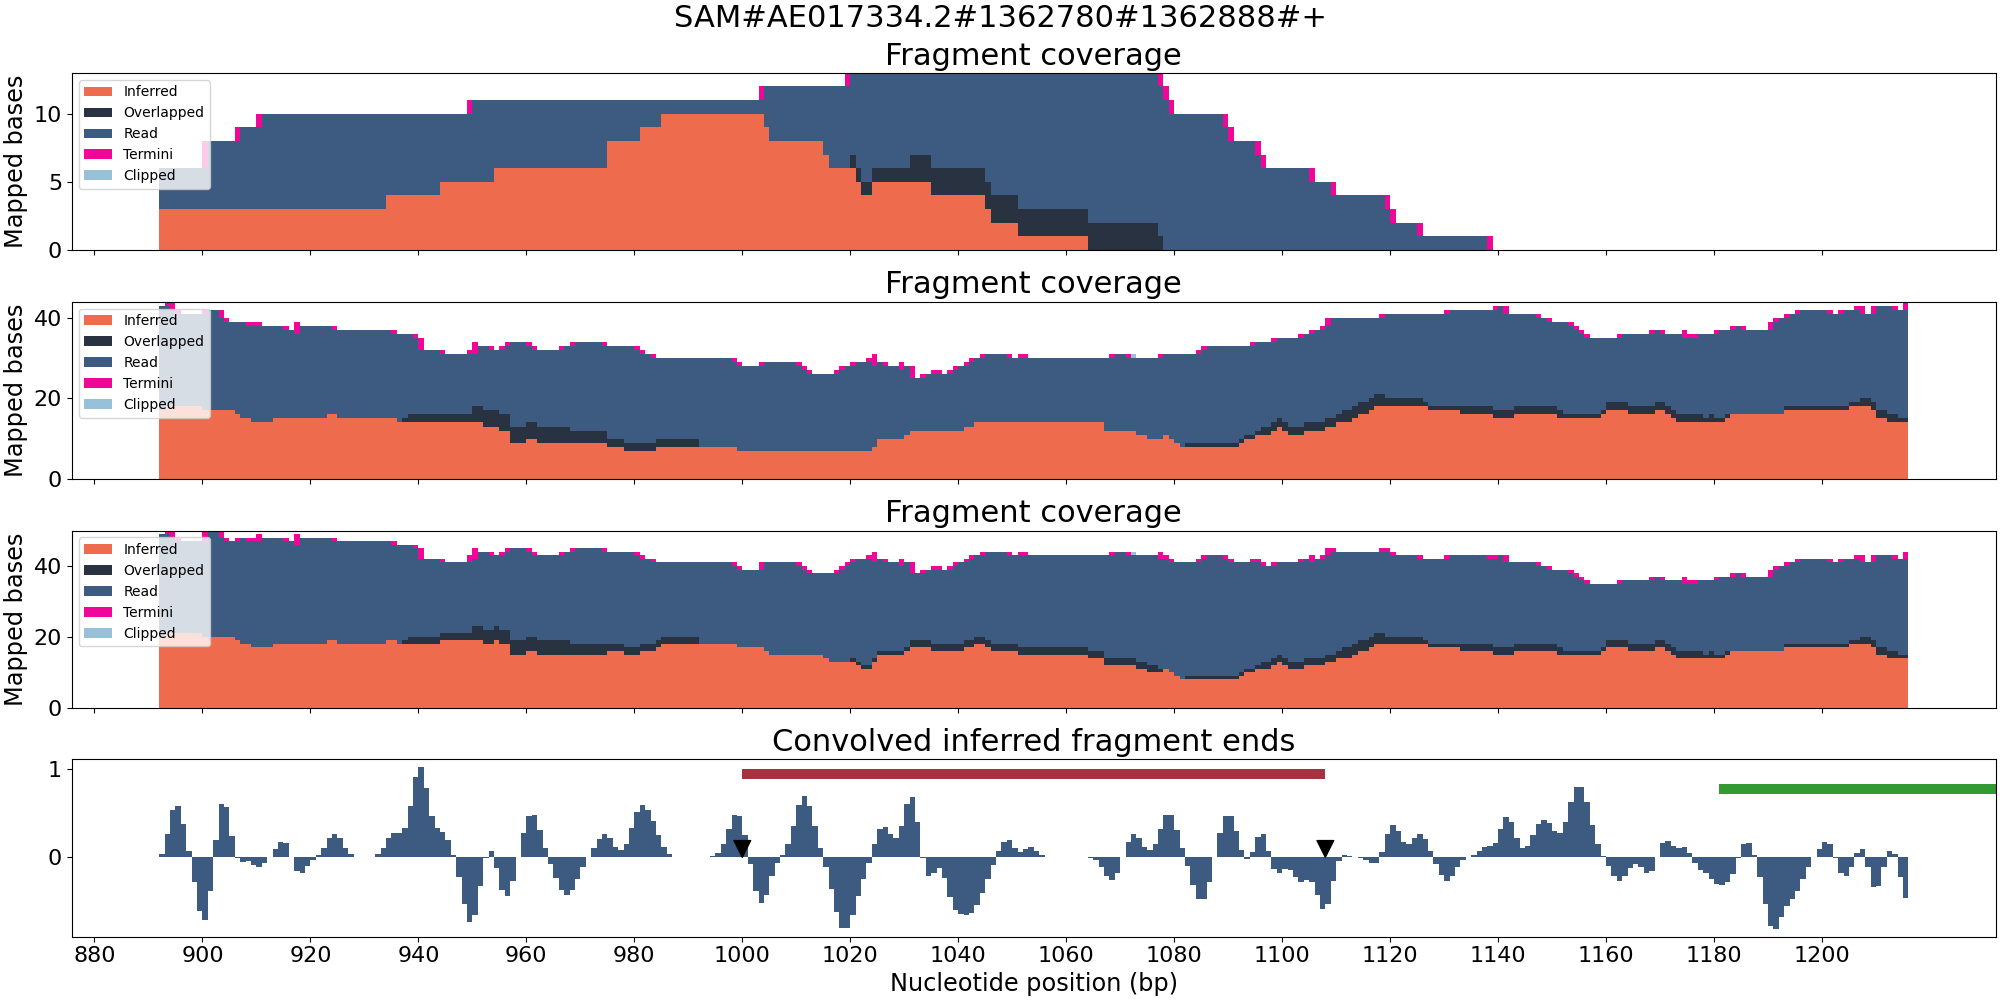 SAM#AE017334.2#1362780#1362888#+
Fragment coverage
Mapped bases
10
5
0
Inferred
Overlapped
Read
Termini
Clipped
Fragment coverage
Mapped bases
40
20
0
Inferred
Overlapped
Read
Termini
Clipped
Fragment coverage
Mapped bases
40
20
0
Inferred
Overlapped
Read
Termini
Clipped
Convolved inferred fragment ends
1
0
880 900 920 940 960 980 1000 1020 1040 1060 1080 1100 1120 1140 1160 1180 1200
Nucleotide position (bp)